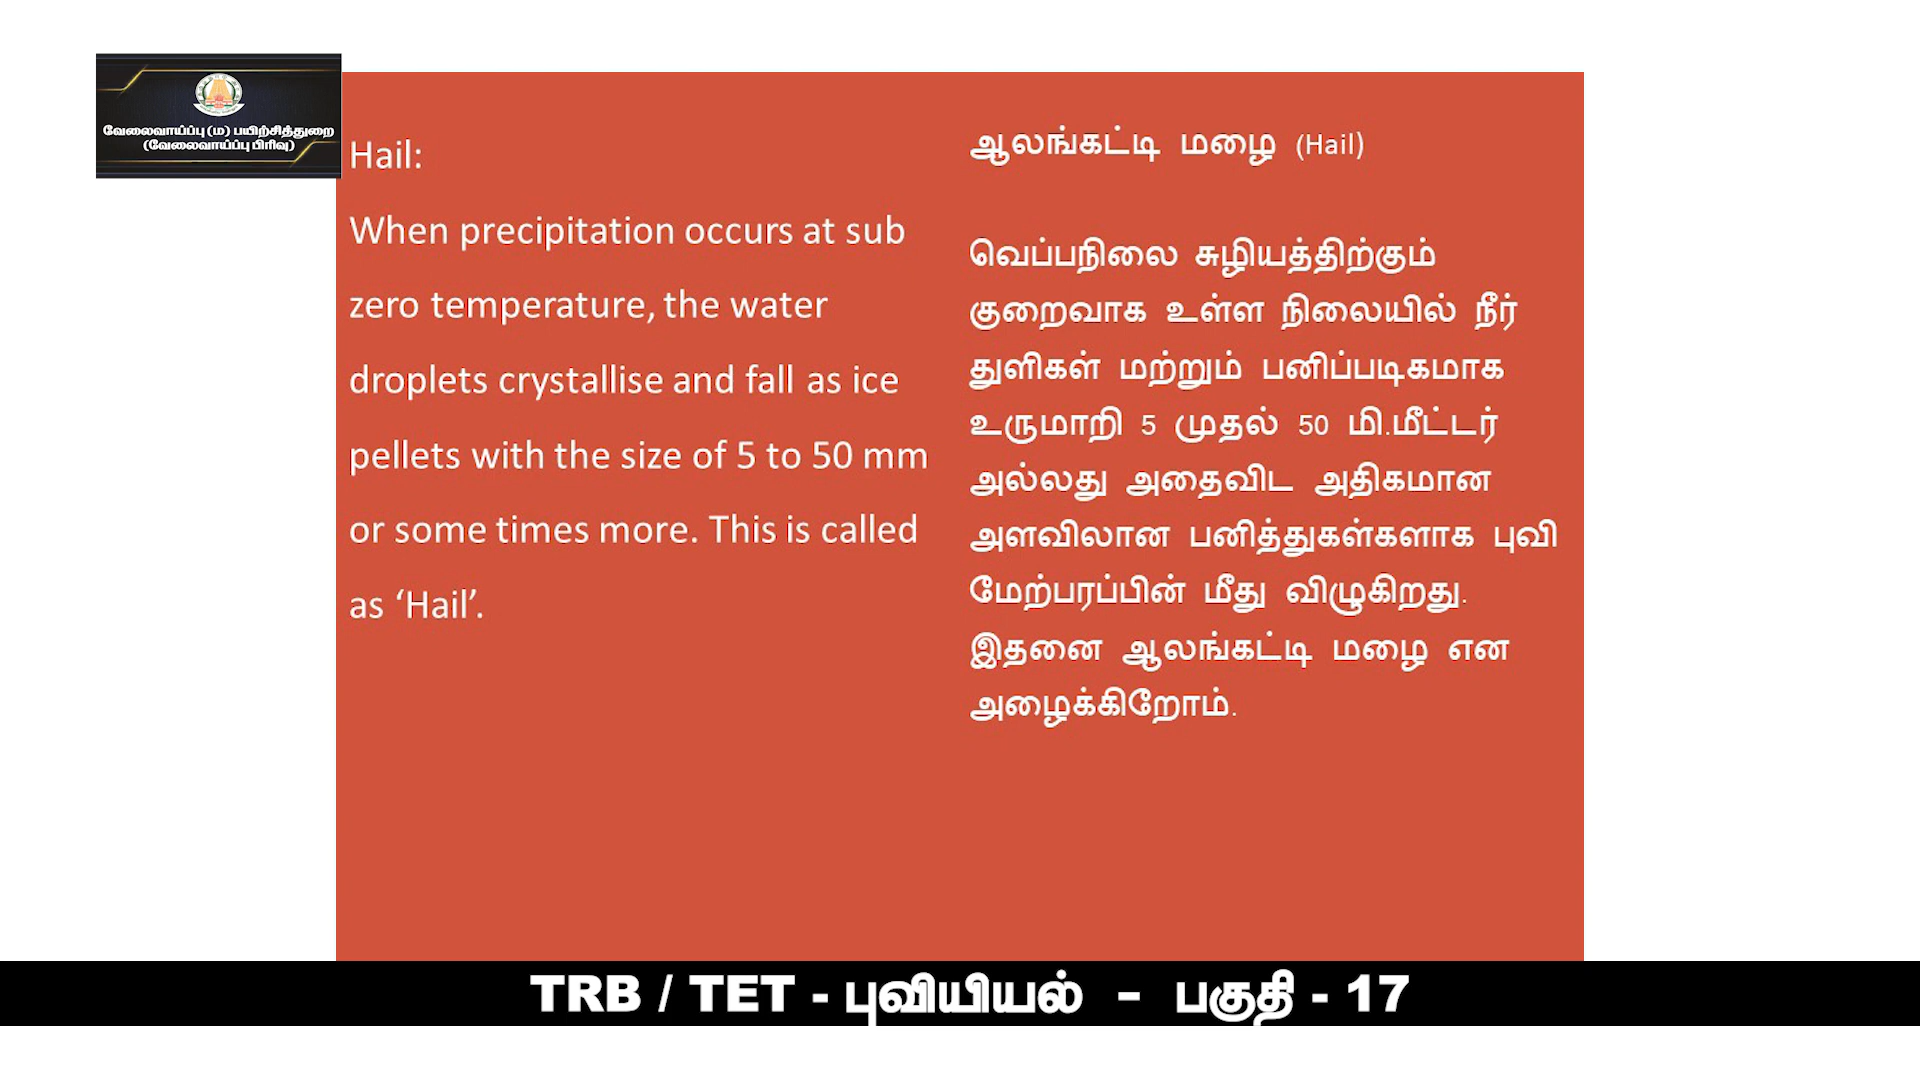 வேலைவாய்ப்பு (ம) பயிற்சித்துறை
(வேலைவாய்ப்பு பிரிவு)
Hail:
When precipitation occurs at sub
zero temperature, the water
droplets crystallise and fall as ice
pellets with the size of 5 to 50 mm
or some times more. This is called
as ‘Hail’.
ஆலங்கட்டி மழை (Hail)
வெப்பநிலை சுழியத்திற்கும்
குறைவாக உள்ள நிலையில் நீர்
துளிகள் மற்றும் பனிப்படிகமாக
உருமாறி 5 முதல் 50 மி.மீட்டர்
அல்லது அதைவிட அதிகமான
அளவிலான பனித்துகள்களாக புவி
மேற்பரப்பின் மீது விழுகிறது.
இதனை ஆலங்கட்டி மழை என
அழைக்கிறோம்.
TRB / TET - புவியியல் - பகுதி - 17